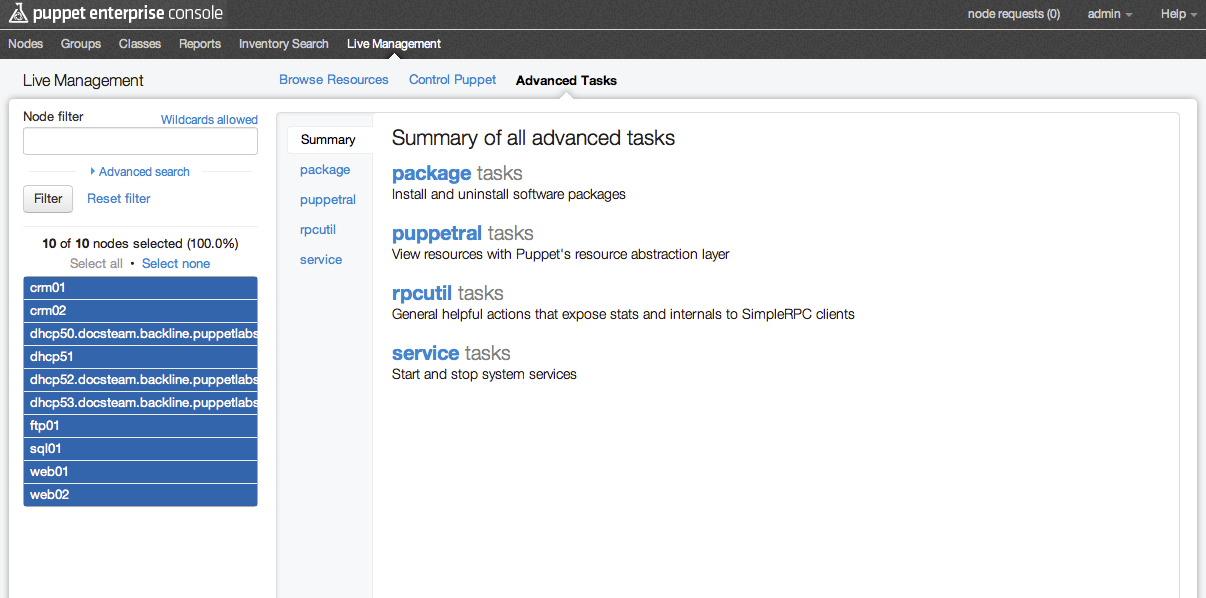 puppet enterprise console
node requests (0) admin Help
Nodes Groups Classes Reports Inventory Search Live Management
Live Management
Browse Resources Control Puppet Advanced Tasks
Node filter Wildcards allowed
Advanced search
Filter Reset filter
10 of 10 nodes selected (100.0%)
Select all • Select none
crm01
crm02
dhcp50.docsteam.backline.puppetlabs
dhcp51
dhcp52.docsteam.backline.puppetlabs
dhcp53.docsteam.backline.puppetlabs
ftp01
sql01
web01
web02
Summary
package
puppetral
rpcutil
service
Summary of all advanced tasks
package tasks
Install and uninstall software packages
puppetral tasks
View resources with Puppet's resource abstraction layer
rpcutil tasks
General helpful actions that expose stats and internals to SimpleRPC clients
service tasks
Start and stop system services